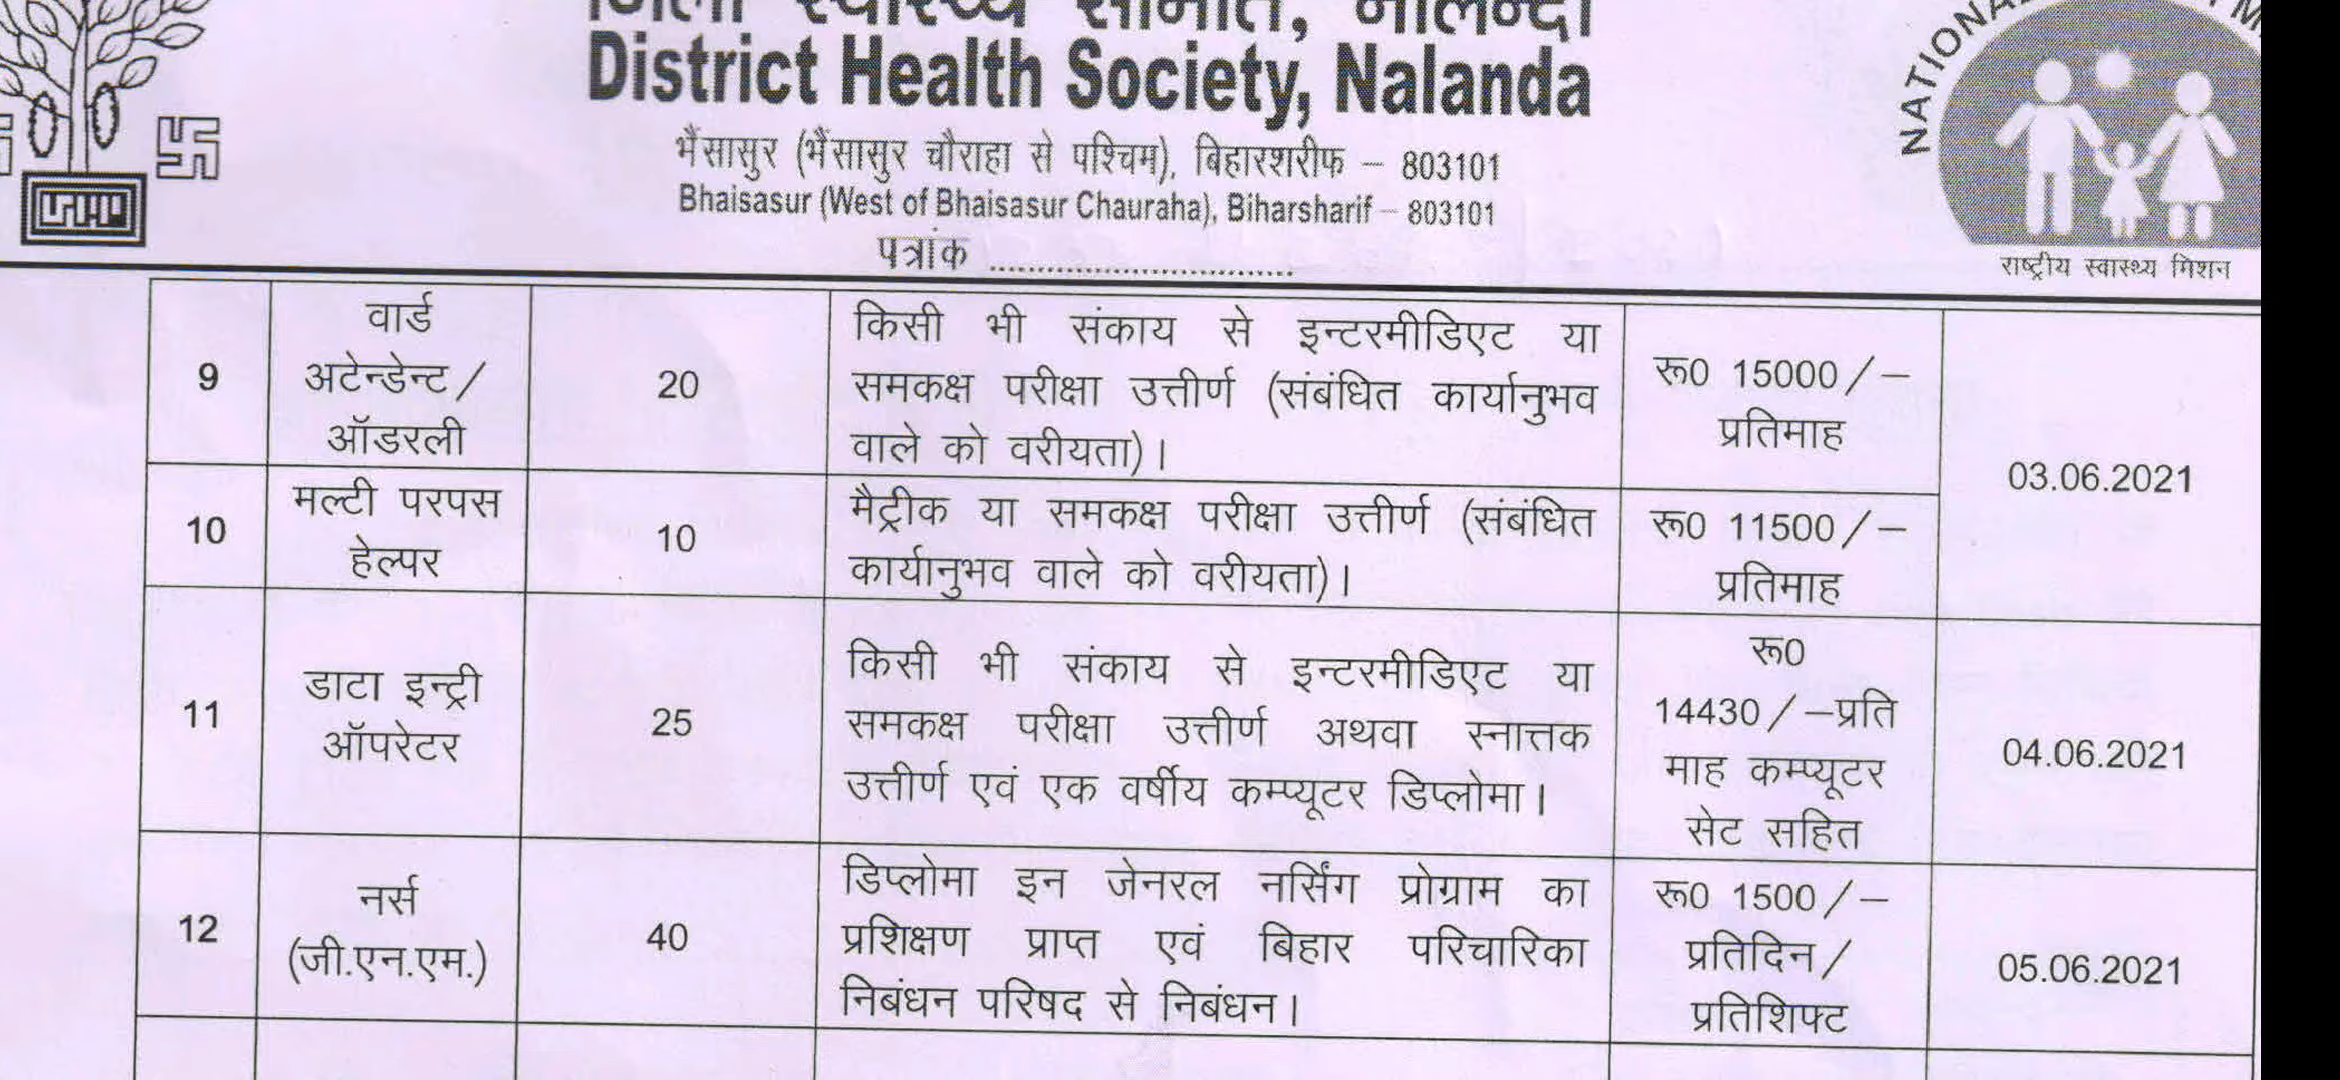 जिला स्वास्थ्य समिति, नालन्दा
District Health Society, Nalanda
भैंसासुर (भैंसासुर चौराहा से पश्चिम), बिहारशरीफ – 803101
Bhaisasur (West of Bhaisasur Chauraha), Biharsharif – 803101
पत्रांक ..............................
NATIONAL
राष्ट्रीय स्वास्थ्य मिशन
9
वार्ड
अटेन्डेन्ट /
ऑडरली
20
किसी भी संकाय से इन्टरमीडिएट या
समकक्ष परीक्षा उत्तीर्ण (संबंधित कार्यानुभव
वाले को वरीयता)।
रू0 15000 / –
प्रतिमाह
03.06.2021
10
मल्टी परपस
हेल्पर
10
मैट्रीक या समकक्ष परीक्षा उत्तीर्ण (संबंधित
कार्यानुभव वाले को वरीयता)।
रू0 11500 / –
प्रतिमाह
11
डाटा इन्ट्री
ऑपरेटर
25
किसी भी संकाय से इन्टरमीडिएट या
समकक्ष परीक्षा उत्तीर्ण अथवा स्नात्तक
उत्तीर्ण एवं एक वर्षीय कम्प्यूटर डिप्लोमा।
रू0
14430 / –प्रति
माह कम्प्यूटर
सेट सहित
04.06.2021
12
नर्स
(जी.एन.एम.)
40
डिप्लोमा इन जेनरल नर्सिंग प्रोग्राम का
प्रशिक्षण प्राप्त एवं बिहार परिचारिका
निबंधन परिषद से निबंधन।
रू0 1500 / –
प्रतिदिन /
प्रतिशिफ्ट
05.06.2021